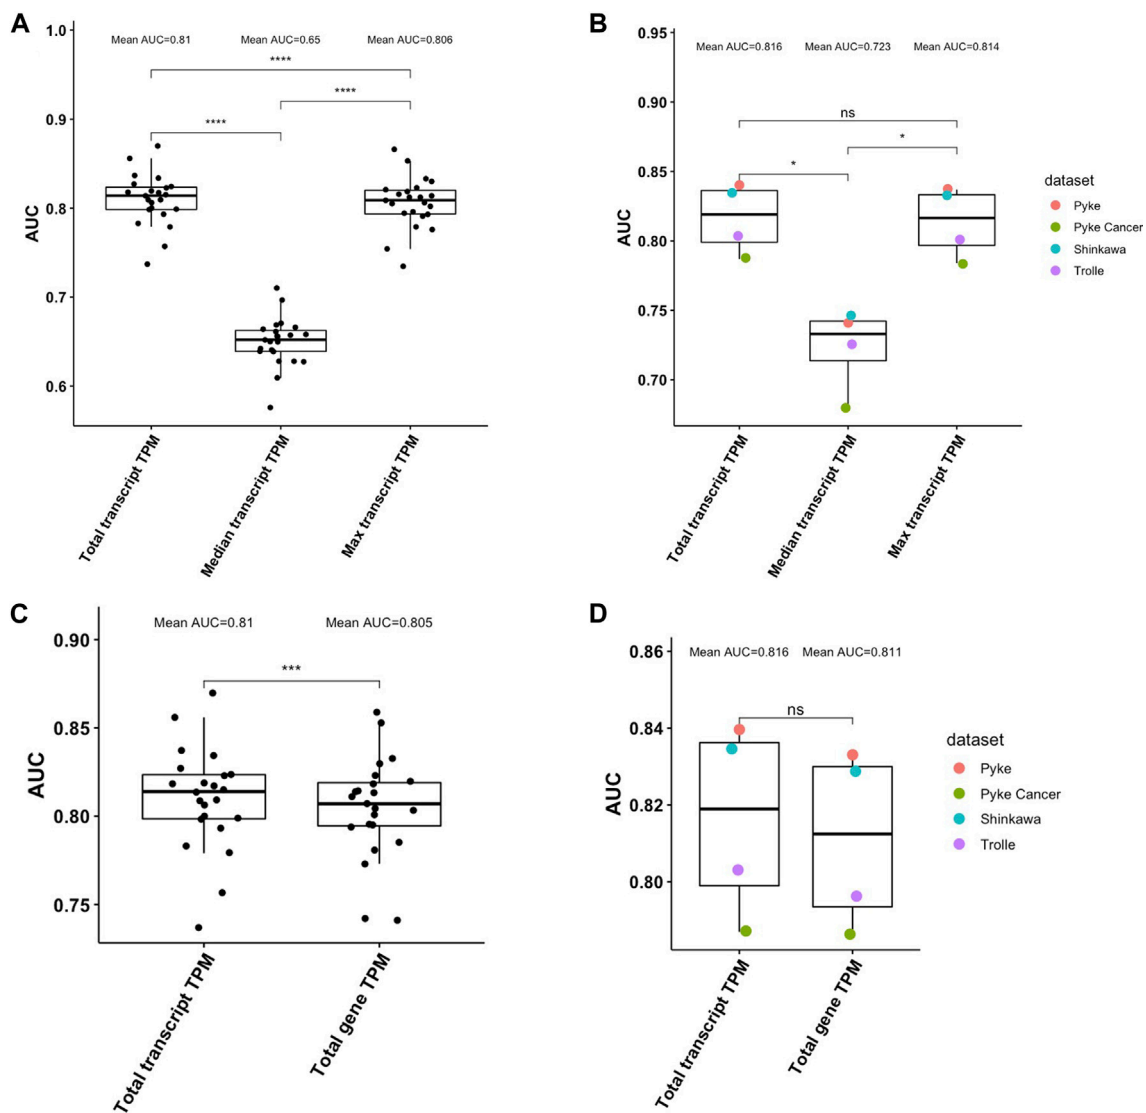 A
Mean AUC=0.81
Mean AUC=0.65
Mean AUC=0.806
****
****
****
1.0
0.9
0.8
0.7
0.6
AUC
Total transcript TPM
Median transcript TPM
Max transcript TPM
B
Mean AUC=0.816
Mean AUC=0.723
Mean AUC=0.814
ns
*
*
0.95
0.90
0.85
0.80
0.75
0.70
AUC
Total transcript TPM
Median transcript TPM
Max transcript TPM
dataset
Pyke
Pyke Cancer
Shinkawa
Trolle
C
Mean AUC=0.81
Mean AUC=0.805
***
0.90
0.85
0.80
0.75
AUC
Total transcript TPM
Total gene TPM
D
Mean AUC=0.816
Mean AUC=0.811
ns
0.86
0.84
0.82
0.80
AUC
Total transcript TPM
Total gene TPM
dataset
Pyke
Pyke Cancer
Shinkawa
Trolle